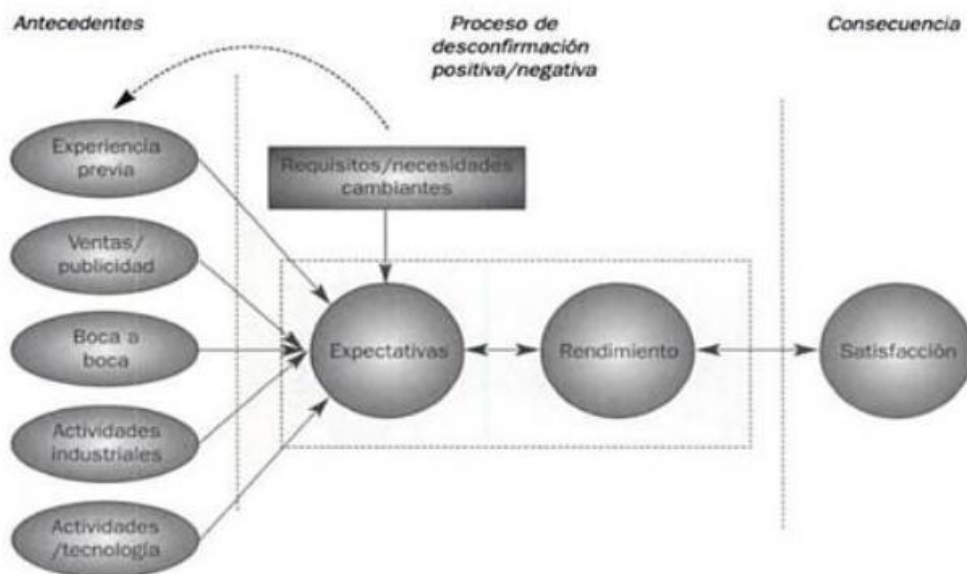 Antecedentes
Proceso de
desconfirmación
positiva/negativa
Consecuencia
Experiencia
previa
Requisitos/necesidades
cambiantes
Ventas/
publicidad
Boca a
boca
Expectativas
Rendimiento
Satisfacción
Actividades
industriales
Actividades
/tecnología